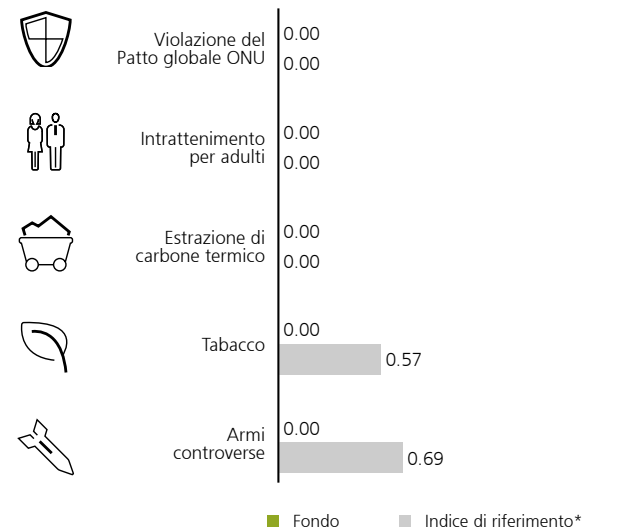 Violazione del
Patto globale ONU
0.00
0.00
Intrattenimento
per adulti
0.00
0.00
Estrazione di
carbone termico
0.00
0.00
Tabacco
0.00
0.57
Armi
controverse
0.00
0.69
Fondo
Indice di riferimento*